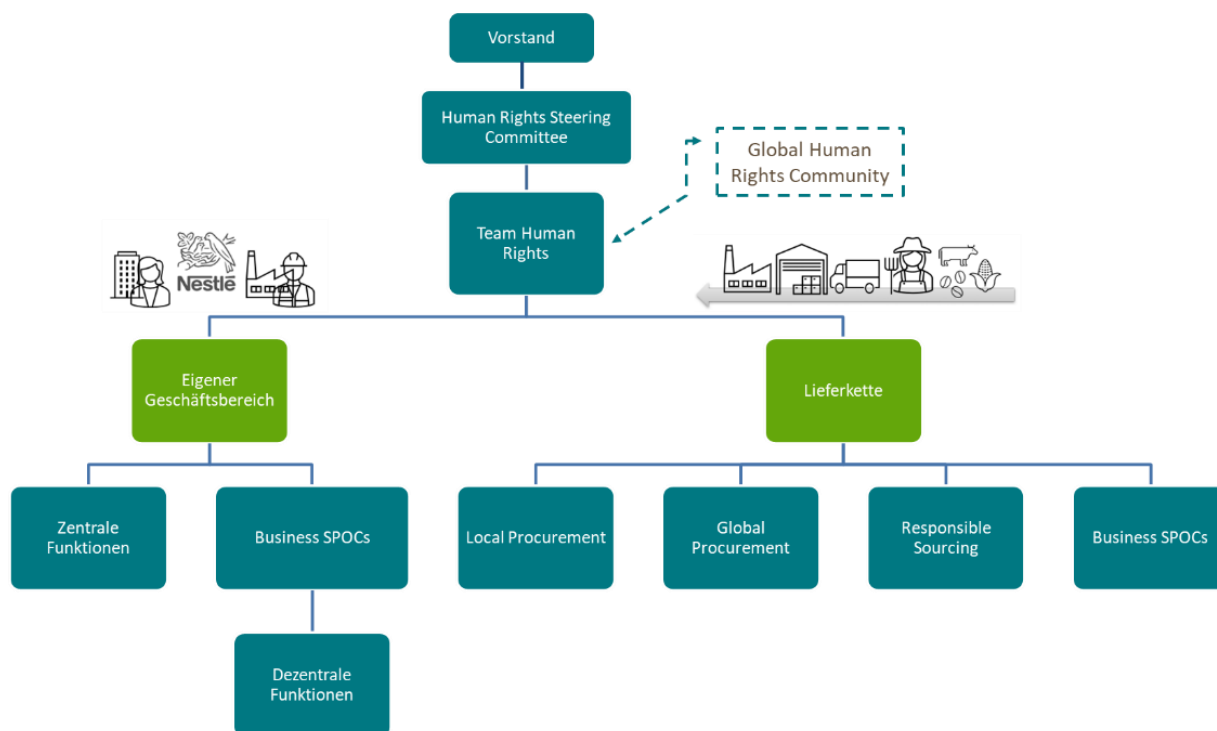 Vorstand
Human Rights Steering
Committee
Global Human
Rights Community
Team Human
Rights
Nestlé
Eigener
Geschäftsbereich
Lieferkette
Zentrale
Funktionen
Business SPOCs
Local Procurement
Global
Procurement
Responsible
Sourcing
Business SPOCs
Dezentrale
Funktionen